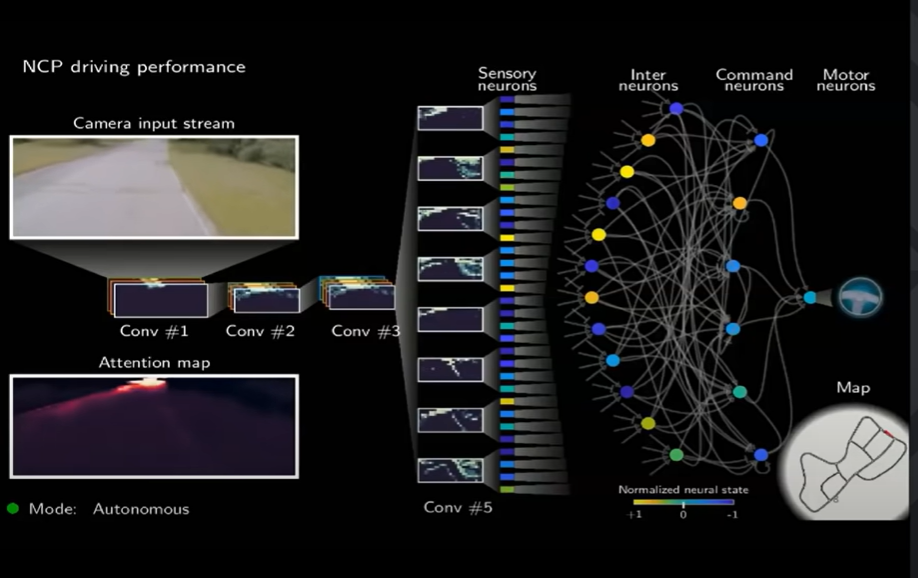 NCP driving performance
Camera input stream
Conv #1
Conv #2
Conv #3
Attention map
Mode: Autonomous
Sensory
neurons
Conv #5
Inter
neurons
Command
neurons
Motor
neurons
Normalized neural state
+1
0
-1
Map